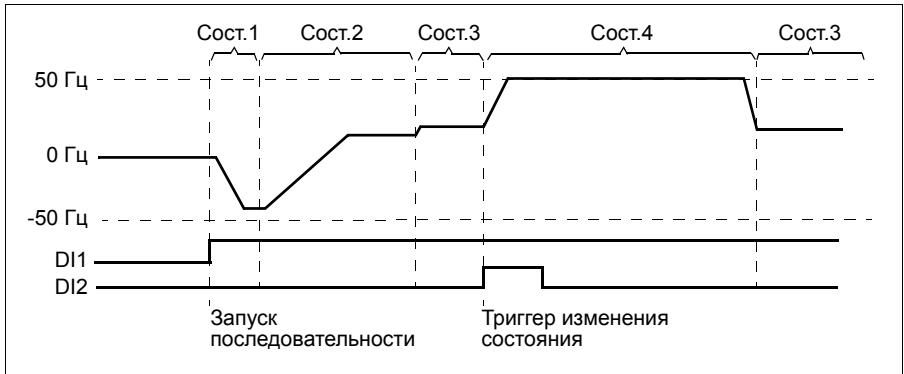 Сост.1 Сост.2 Сост.3 Сост.4 Сост.3
50 Гц
0 Гц
-50 Гц
DI1
DI2
Запуск
последовательности
Триггер изменения
состояния